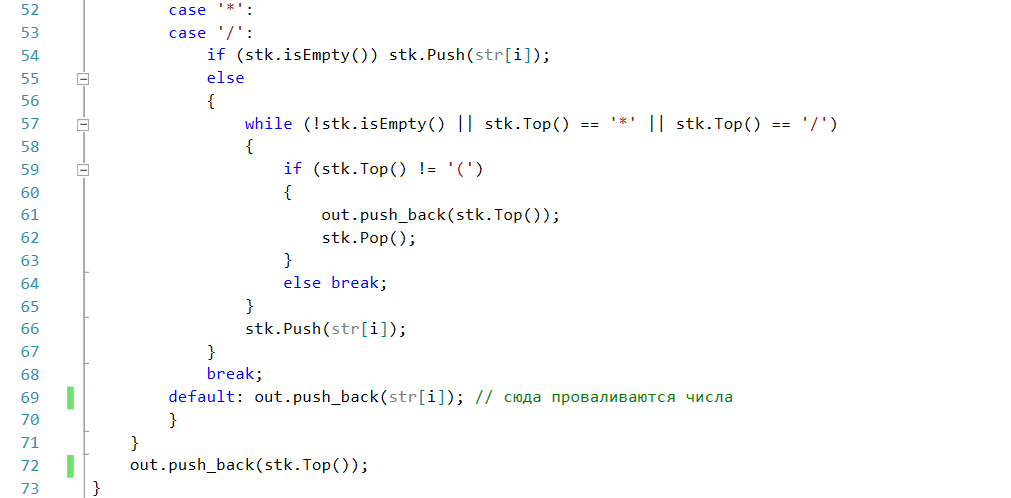 52 case '*':
53 case '/':
54 if (stk.isEmpty()) stk.Push(str[i]);
55 else
56 {
57 while (!stk.isEmpty() || stk.Top() == '*' || stk.Top() == '/')
58 {
59 if (stk.Top() != '(')
60 {
61 out.push_back(stk.Top());
62 stk.Pop();
63 }
64 else break;
65 }
66 stk.Push(str[i]);
67 }
68 break;
69 default: out.push_back(str[i]); // сюда проваливаются числа
70 }
71 }
72 out.push_back(stk.Top());
73 }